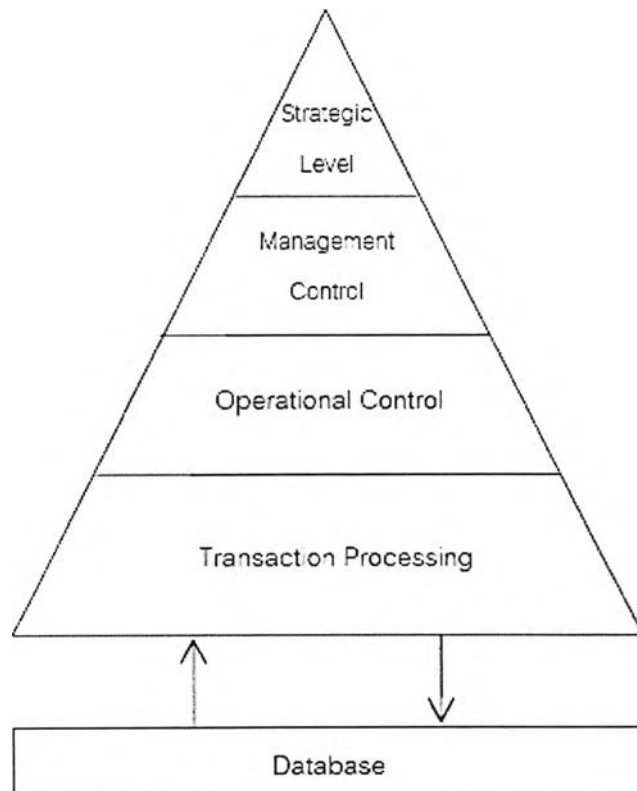 Strategic
Level
Management
Control
Operational Control
Transaction Processing
Database